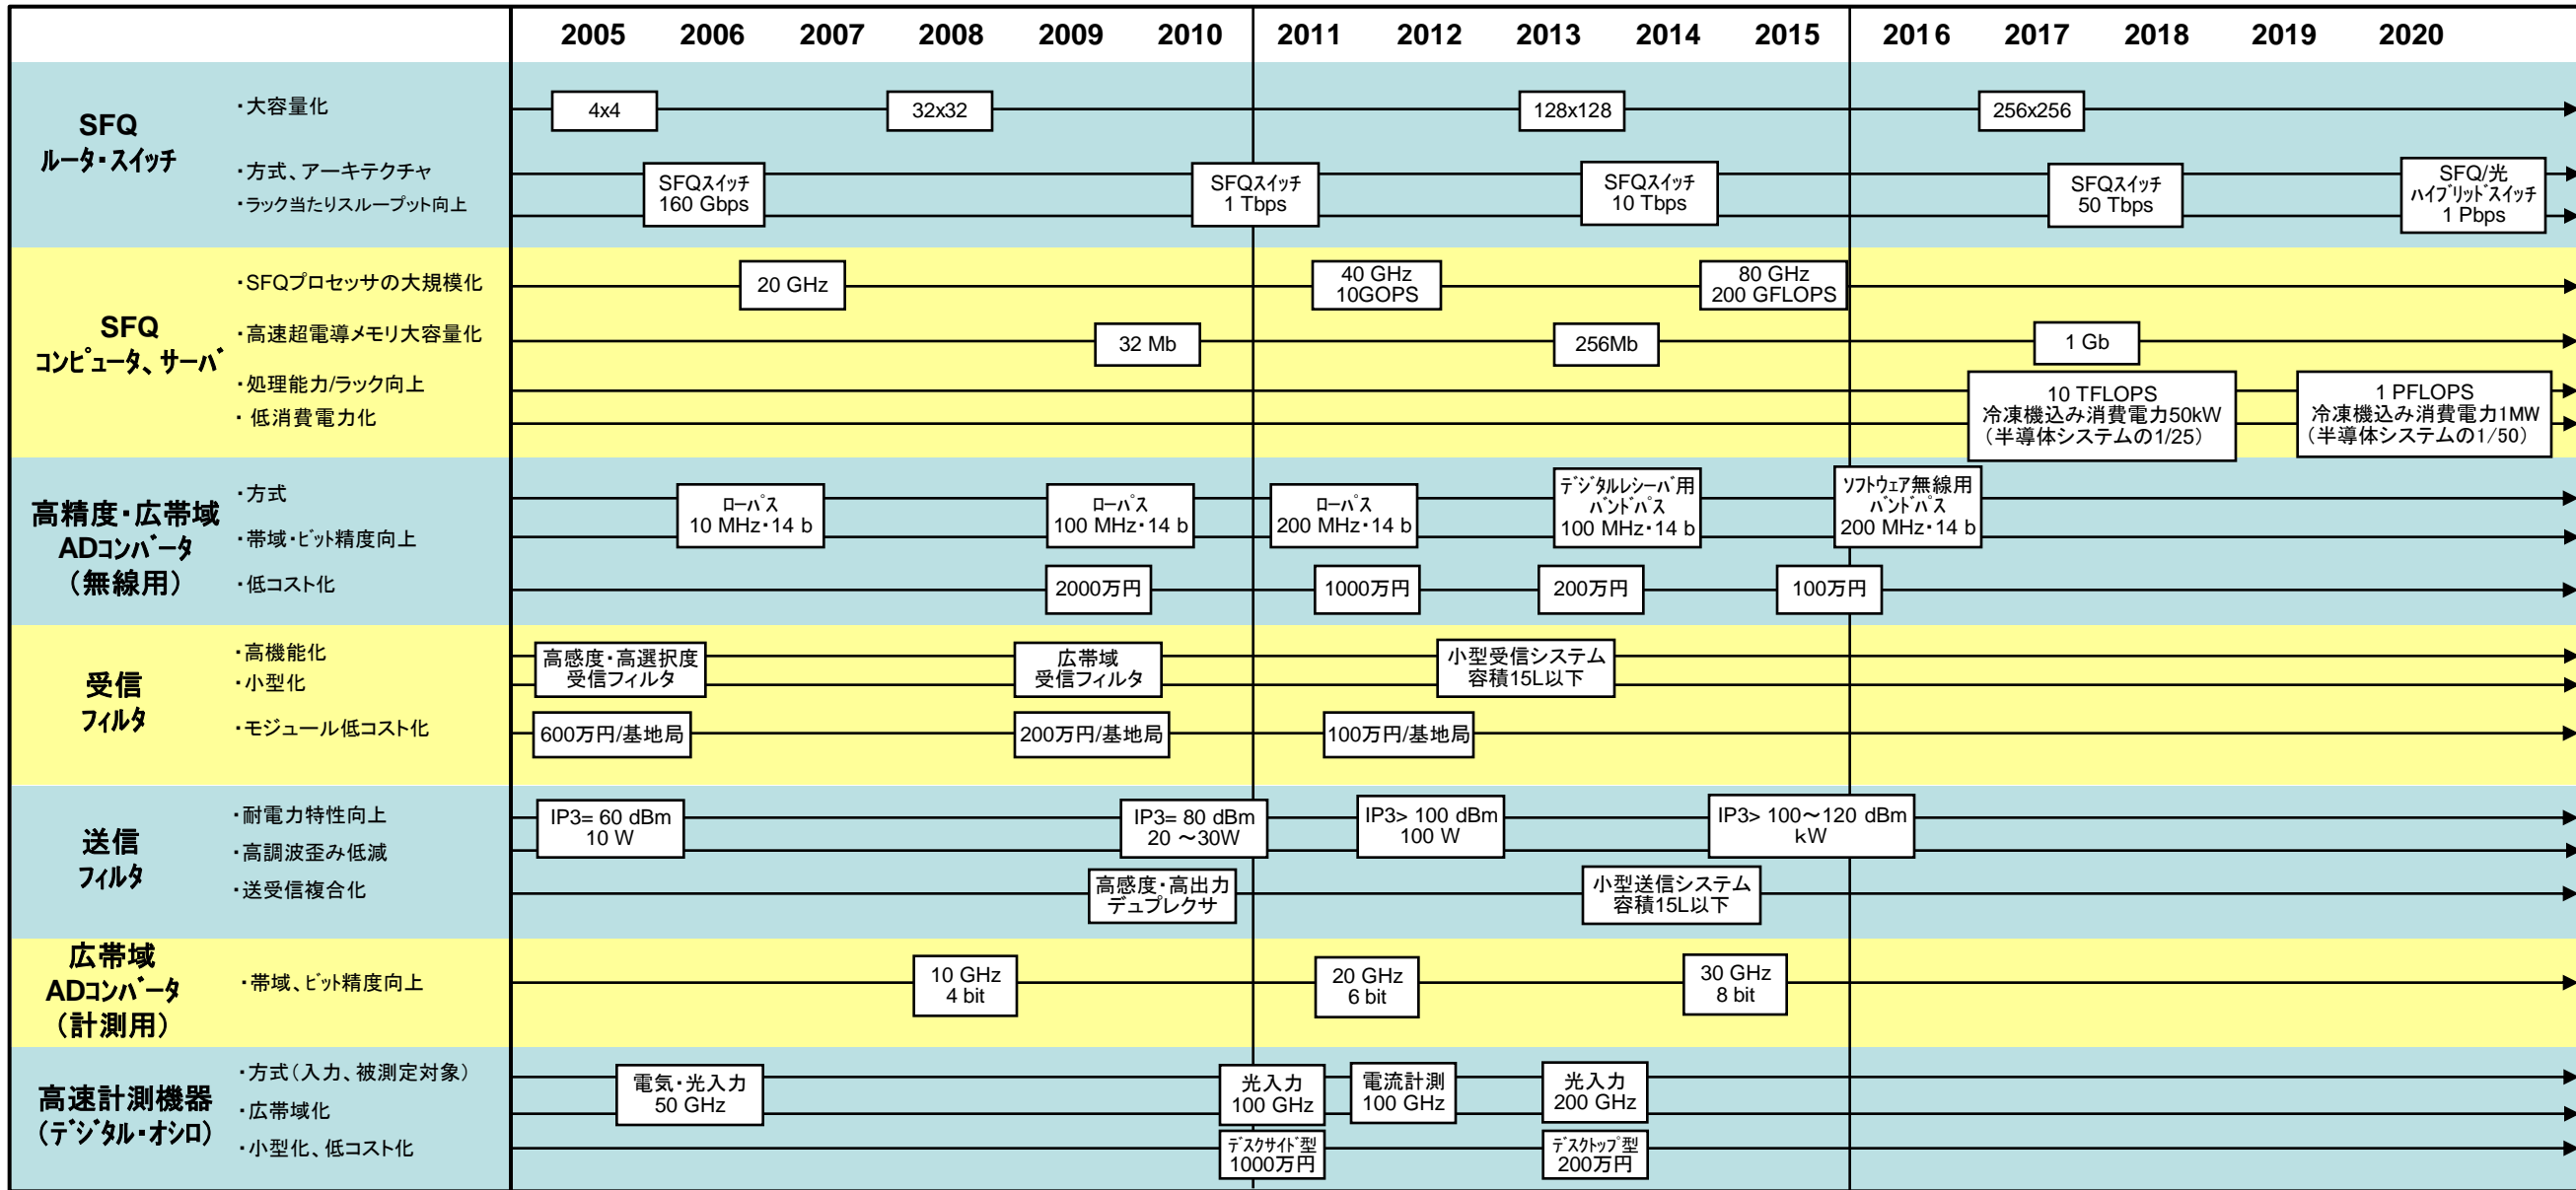 2005 2006 2007 2008 2009 2010 2011 2012 2013 2014 2015 2016 2017 2018 2019 2020
SFQ
ルータ・スイッチ
・大容量化
4x4
32x32
128x128
256x256
・方式、アーキテクチャ
・ラック当たりスループット向上
SFQスイッチ
160 Gbps
SFQスイッチ
1 Tbps
SFQスイッチ
10 Tbps
SFQスイッチ
50 Tbps
SFQ/光
ハイブリッドスイッチ
1 Pbps
SFQ
コンピュータ、サーバ
・SFQプロセッサの大規模化
20 GHz
40 GHz
10GOPS
80 GHz
200 GFLOPS
・高速超電導メモリ大容量化
32 Mb
256Mb
1 Gb
・処理能力/ラック向上
・ 低消費電力化
10 TFLOPS
冷凍機込み消費電力50kW
（半導体システムの1/25）
1 PFLOPS
冷凍機込み消費電力1MW
（半導体システムの1/50）
高精度・広帯域
ADコンバータ
（無線用）
・方式
・帯域・ビット精度向上
ローパス
10 MHz・14 b
ローパス
100 MHz・14 b
ローパス
200 MHz・14 b
デジタルレシーバ用
バンドパス
100 MHz・14 b
ソフトウェア無線用
バンドパス
200 MHz・14 b
・低コスト化
2000万円
1000万円
200万円
100万円
受信
フィルタ
・高機能化
・小型化
高感度・高選択度
受信フィルタ
広帯域
受信フィルタ
小型受信システム
容積15L以下
・モジュール低コスト化
600万円/基地局
200万円/基地局
100万円/基地局
送信
フィルタ
・耐電力特性向上
・高調波歪み低減
IP3= 60 dBm
10 W
IP3= 80 dBm
20 ～30W
IP3> 100 dBm
100 W
IP3> 100～120 dBm
kW
・送受信複合化
高感度・高出力
デュプレクサ
小型送信システム
容積15L以下
広帯域
ADコンバータ
（計測用）
・帯域、ビット精度向上
10 GHz
4 bit
20 GHz
6 bit
30 GHz
8 bit
高速計測機器
（デジタル・オシロ）
・方式（入力、被測定対象）
・広帯域化
電気・光入力
50 GHz
光入力
100 GHz
電流計測
100 GHz
光入力
200 GHz
・小型化、低コスト化
デスクサイド型
1000万円
デスクトップ型
200万円